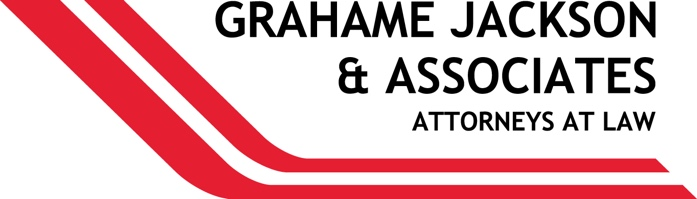 GRAHAME JACKSON
& ASSOCIATES
ATTORNEYS AT LAW